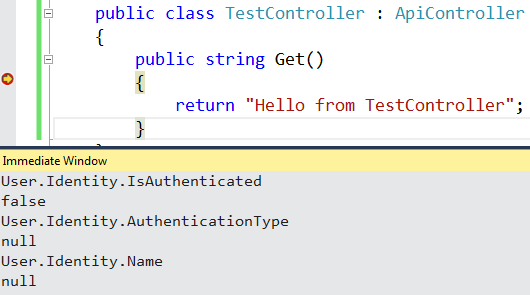 public class TestController : ApiController
{
public string Get()
{
return "Hello from TestController";
}
}
Immediate Window
User.Identity.IsAuthenticated
false
User.Identity.AuthenticationType
null
User.Identity.Name
null